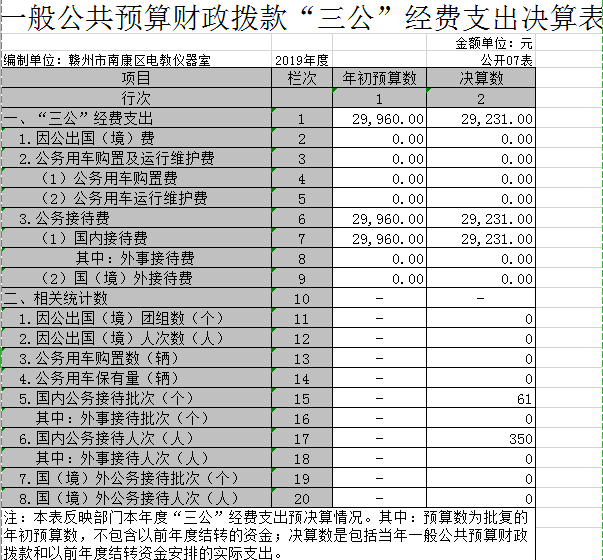 一般公共预算财政拨款“三公”经费支出决算表
金额单位：元
编制单位：赣州市南康区电教仪器室 2019年度 公开07表
项目 栏次 年初预算数 决算数
行次 1 2
一、“三公”经费支出 1 29,960.00 29,231.00
1.因公出国（境）费 2 0.00 0.00
2.公务用车购置及运行维护费 3 0.00 0.00
（1）公务用车购置费 4 0.00 0.00
（2）公务用车运行维护费 5 0.00 0.00
3.公务接待费 6 29,960.00 29,231.00
（1）国内接待费 7 29,960.00 29,231.00
其中：外事接待费 8 0.00 0.00
（2）国（境）外接待费 9 0.00 0.00
二、相关统计数 10 － －
1.因公出国（境）团组数（个） 11 － 0
2.因公出国（境）人次数（人） 12 － 0
3.公务用车购置数（辆） 13 － 0
4.公务用车保有量（辆） 14 － 0
5.国内公务接待批次（个） 15 － 61
其中：外事接待批次（个） 16 － 0
6.国内公务接待人次（人） 17 － 350
其中：外事接待人次（人） 18 － 0
7.国（境）外公务接待批次（个） 19 － 0
8.国（境）外公务接待人次（人） 20 － 0
注：本表反映部门本年度“三公”经费支出预决算情况。其中：预算数为批复的
年初预算数，不包含以前年度结转的资金；决算数是包括当年一般公共预算财政
拨款和以前年度结转资金安排的实际支出。